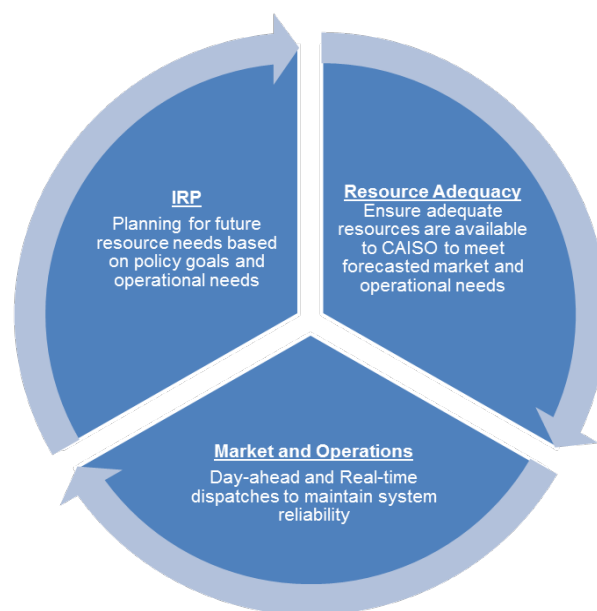 IRP
Planning for future
resource needs based
on policy goals and
operational needs
Resource Adequacy
Ensure adequate
resources are available
to CAISO to meet
forecasted market and
operational needs
Market and Operations
Day-ahead and Real-time
dispatches to maintain system
reliability